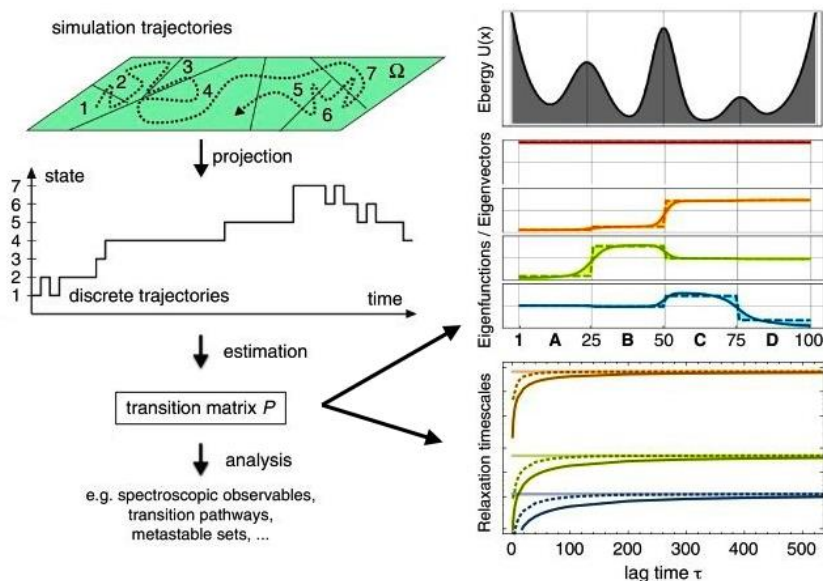 simulation trajectories
1
2
3
4
5
6
7
Ω
projection
state
7
6
5
4
3
2
1
discrete trajectories
time
estimation
transition matrix P
analysis
e.g. spectroscopic observables,
transition pathways,
metastable sets, ...
Ebergy U(x)
Eigenfunctions / Eigenvectors
1 A 25 B 50 C 75 D 100
Relaxation timescales
0 100 200 300 400 500
lag time τ